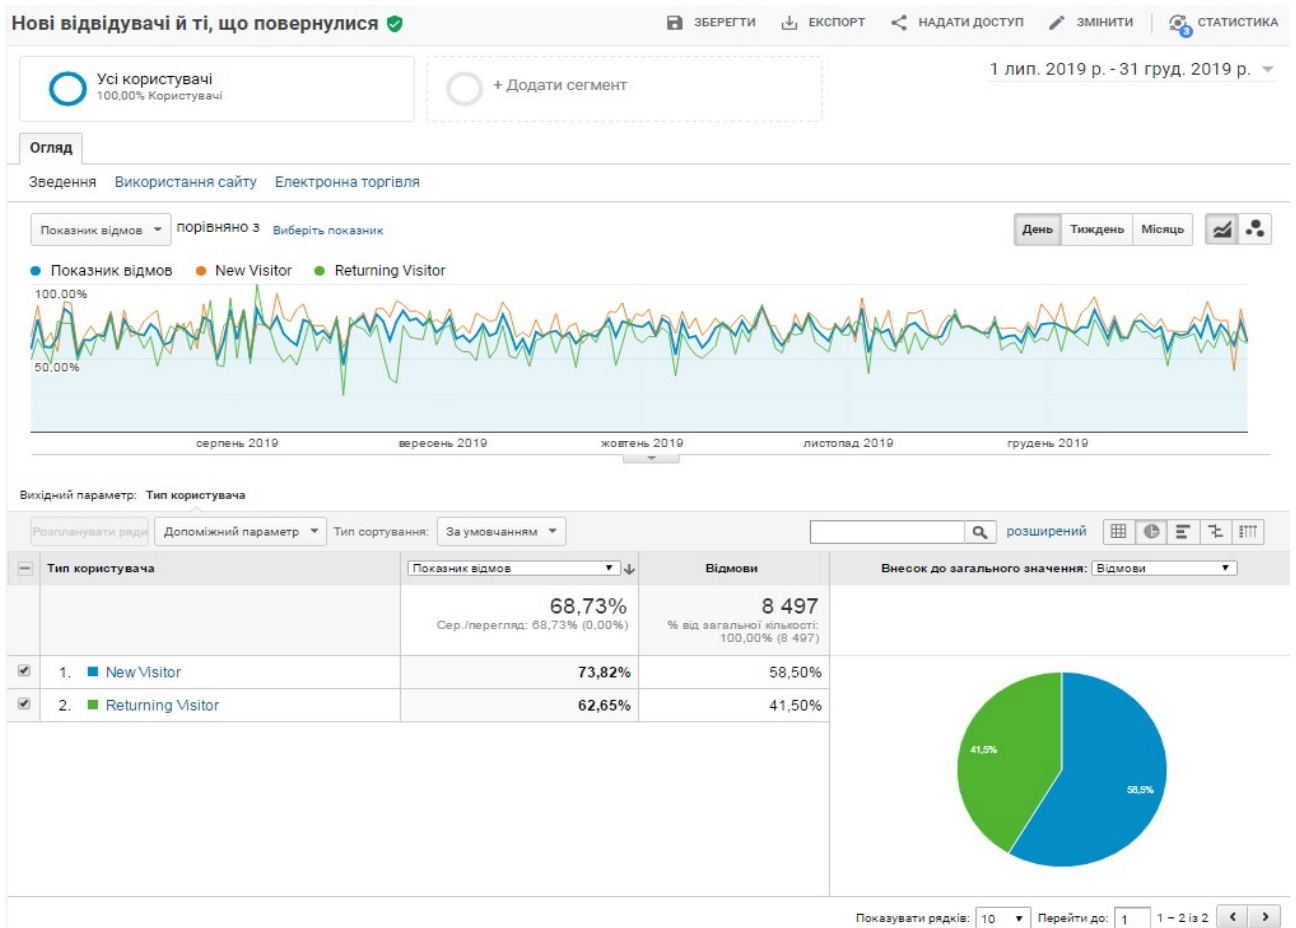 Нові відвідувачі й ті, що повернулися
ЗБЕРЕГТИ ЕКСПОРТ НАДАТИ ДОСТУП ЗМІНИТИ 3 СТАТИСТИКА
Усі користувачі
100,00% Користувачі
+ Додати сегмент
1 лип. 2019 р. - 31 груд. 2019 р.
Огляд
Зведення Використання сайту Електронна торгівля
Показник відмов порівняно з Виберіть показник
День Тиждень Місяць
Показник відмов New Visitor Returning Visitor
100,00%
50,00%
серпень 2019 вересень 2019 жовтень 2019 листопад 2019 грудень 2019
Вихідний параметр: Тип користувача
Розпланувати ряди Допоміжний параметр Тип сортування: За умовчанням розширений
Тип користувача Показник відмов Відмови Внесок до загального значення: Відмови
68,73% 8 497
Сер./перегляд: 68,73% (0,00%) % від загальної кількості: 100,00% (8 497)
1. New Visitor 73,82% 58,50%
2. Returning Visitor 62,65% 41,50%
41,5%
58,5%
Показувати рядків: 10 Перейти до: 1 1 – 2 із 2